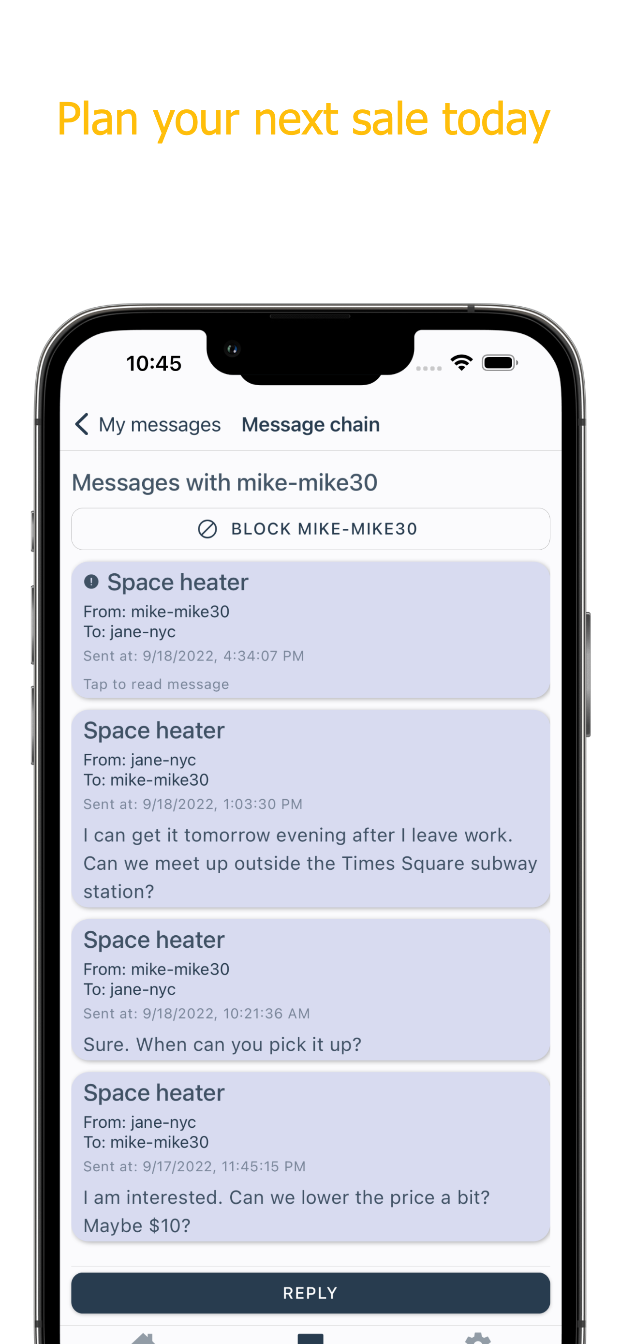 Plan your next sale today
10:45
My messages Message chain
Messages with mike-mike30
BLOCK MIKE-MIKE30
Space heater
From: mike-mike30
To: jane-nyc
Sent at: 9/18/2022, 4:34:07 PM
Tap to read message
Space heater
From: jane-nyc
To: mike-mike30
Sent at: 9/18/2022, 1:03:30 PM
I can get it tomorrow evening after I leave work.
Can we meet up outside the Times Square subway
station?
Space heater
From: mike-mike30
To: jane-nyc
Sent at: 9/18/2022, 10:21:36 AM
Sure. When can you pick it up?
Space heater
From: jane-nyc
To: mike-mike30
Sent at: 9/17/2022, 11:45:15 PM
I am interested. Can we lower the price a bit?
Maybe $10?
REPLY